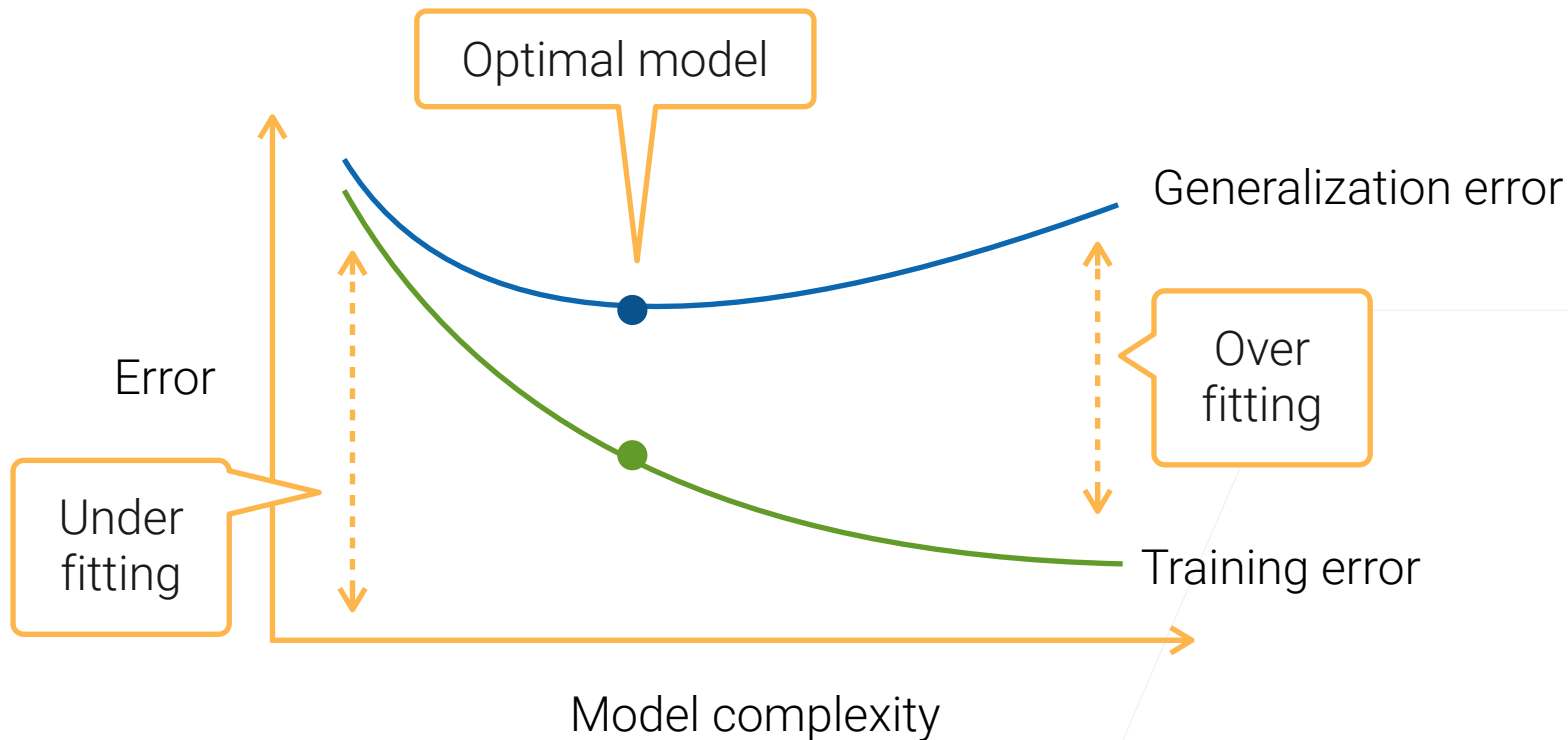 Optimal model
Generalization error
Error
Over
fitting
Under
fitting
Training error
Model complexity